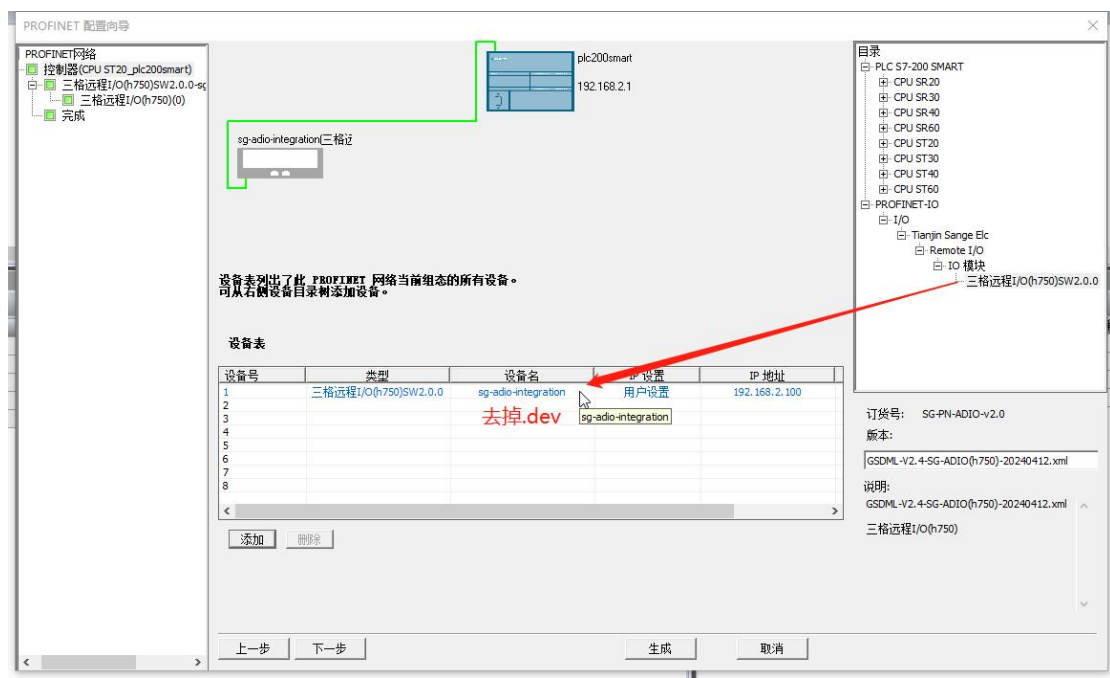 PROFINET 配置向导
PROFINET网络
控制器(CPU ST20_plc200smart)
三格远程I/O(h750)SW2.0.0-sg
三格远程I/O(h750)(0)
完成
plc200smart
192.168.2.1
sg-adio-integration(三格远
设备表列出了此 PROFINET 网络当前组态的所有设备。
可从右侧设备目录树添加设备。
设备表
设备号 类型 设备名 IP 设置 IP 地址
1 三格远程I/O(h750)SW2.0.0 sg-adio-integration 用户设置 192.168.2.100
2
3
4
5
6
7
8
去掉.dev
sg-adio-integration
添加 删除
上一步 下一步 生成 取消
目录
PLC S7-200 SMART
CPU SR20
CPU SR30
CPU SR40
CPU SR60
CPU ST20
CPU ST30
CPU ST40
CPU ST60
PROFINET-IO
I/O
Tianjin Sange Elc
Remote I/O
IO 模块
三格远程I/O(h750)SW2.0.0
订货号: SG-PN-ADIO-v2.0
版本:
GSDML-V2.4-SG-ADIO(h750)-20240412.xml
说明:
GSDML-V2.4-SG-ADIO(h750)-20240412.xml
三格远程I/O(h750)